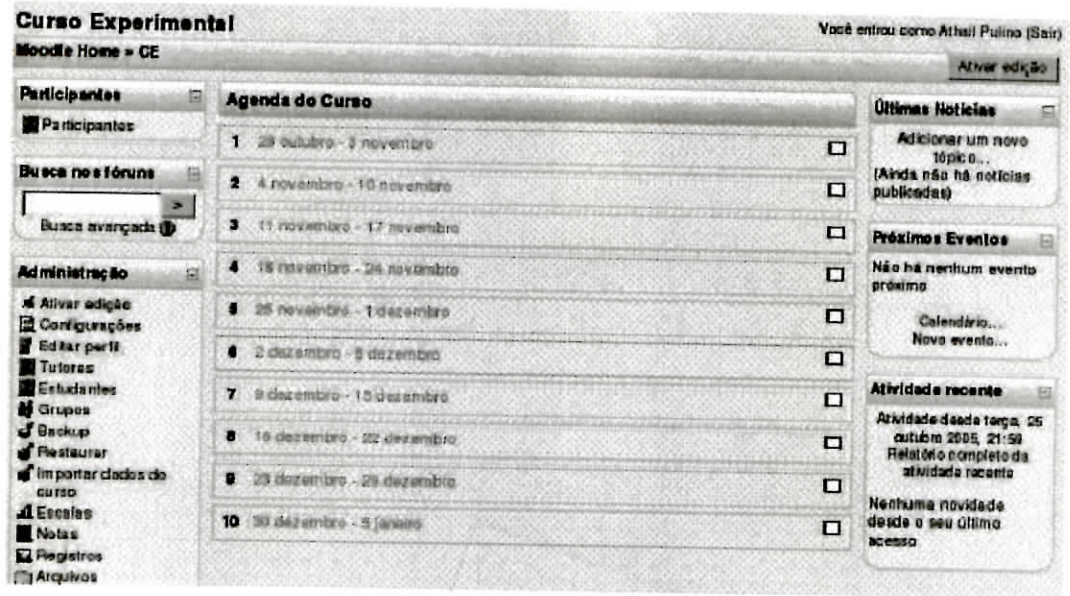 Curso Experimental
Você entrou como Athail Pulino (Sair)
Moodle Home » CE
Ativar edição
Participantes
Participantes
Busca nos fóruns
>
Busca avançada
Administração
Ativar edição
Configurações
Editar perfil
Tutores
Estudantes
Grupos
Backup
Restaurar
Importar dados do
curso
Escalas
Notas
Registros
Arquivos
Agenda do Curso
1 outubro - novembro
2 4 novembro - 10 novembro
3 11 novembro - 17 novembro
4 18 novembro - 24 novembro
5 25 novembro - 1 dezembro
6 2 dezembro - 8 dezembro
7 9 dezembro - 15 dezembro
8 16 dezembro - 22 dezembro
9 23 dezembro - 29 dezembro
10 30 dezembro - 5 janeiro
Últimas Notícias
Adicionar um novo
tópico...
(Ainda não há notícias
publicadas)
Próximos Eventos
Não há nenhum evento
próximo
Calendário...
Novo evento...
Atividade recente
Atividade desde terça, 25
outubro 2005, 21:59
Relatório completo da
atividade recente
Nenhuma novidade
desde o seu último
acesso